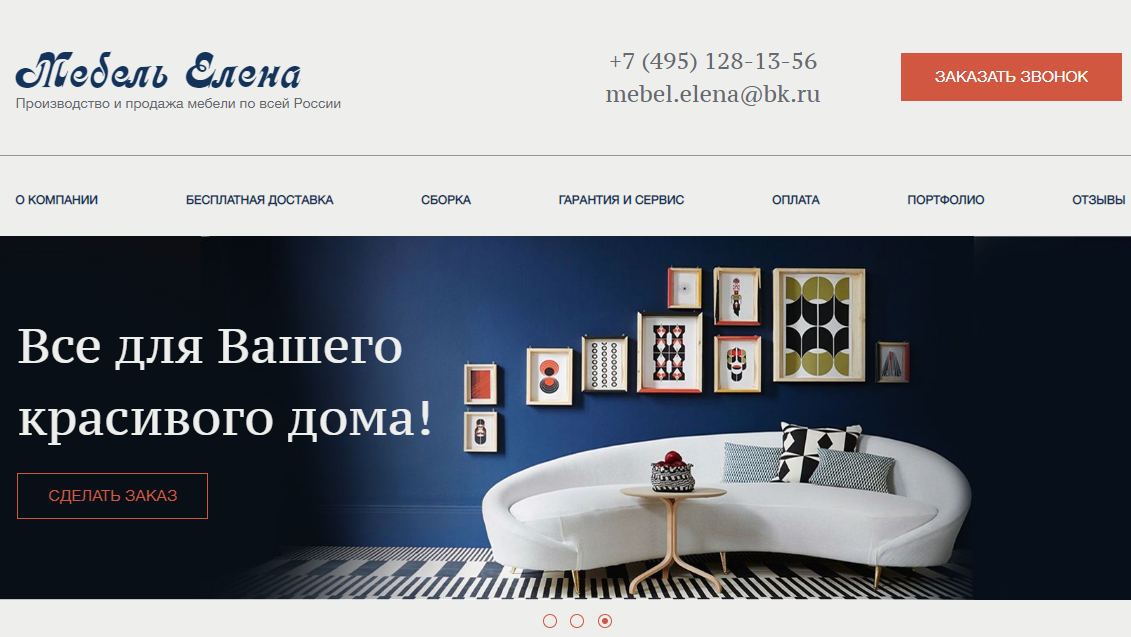 Мебель Елена
Производство и продажа мебели по всей России
+7 (495) 128-13-56
mebel.elena@bk.ru
ЗАКАЗАТЬ ЗВОНОК
О КОМПАНИИ
БЕСПЛАТНАЯ ДОСТАВКА
СБОРКА
ГАРАНТИЯ И СЕРВИС
ОПЛАТА
ПОРТФОЛИО
ОТЗЫВЫ
Все для Вашего
красивого дома!
СДЕЛАТЬ ЗАКАЗ